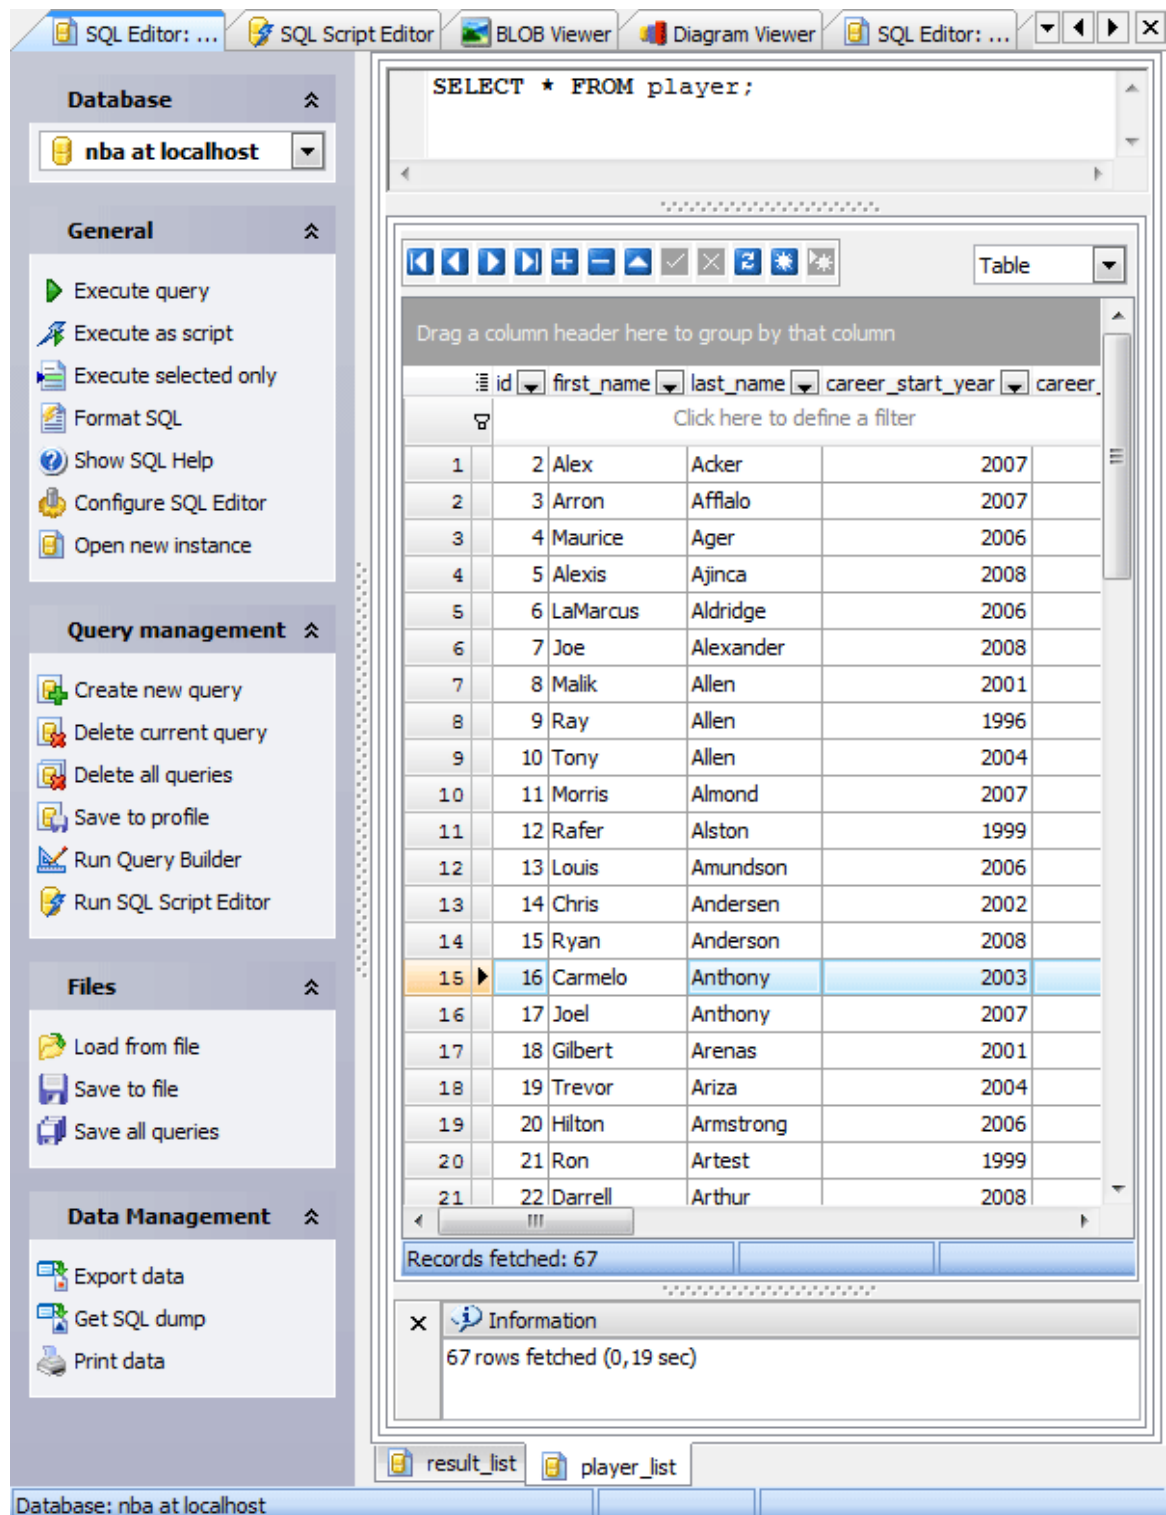 SQL Editor: ... SQL Script Editor BLOB Viewer Diagram Viewer SQL Editor: ...
Database
nba at localhost
General
Execute query
Execute as script
Execute selected only
Format SQL
Show SQL Help
Configure SQL Editor
Open new instance
Query management
Create new query
Delete current query
Delete all queries
Save to profile
Run Query Builder
Run SQL Script Editor
Files
Load from file
Save to file
Save all queries
Data Management
Export data
Get SQL dump
Print data
SELECT * FROM player;
Table
Drag a column header here to group by that column
id first_name last_name career_start_year career_
Click here to define a filter
1 2 Alex Acker 2007
2 3 Arron Afflalo 2007
3 4 Maurice Ager 2006
4 5 Alexis Ajinca 2008
5 6 LaMarcus Aldridge 2006
6 7 Joe Alexander 2008
7 8 Malik Allen 2001
8 9 Ray Allen 1996
9 10 Tony Allen 2004
10 11 Morris Almond 2007
11 12 Rafer Alston 1999
12 13 Louis Amundson 2006
13 14 Chris Andersen 2002
14 15 Ryan Anderson 2008
15 16 Carmelo Anthony 2003
16 17 Joel Anthony 2007
17 18 Gilbert Arenas 2001
18 19 Trevor Ariza 2004
19 20 Hilton Armstrong 2006
20 21 Ron Artest 1999
21 22 Darrell Arthur 2008
Records fetched: 67
Information
67 rows fetched (0,19 sec)
result_list player_list
Database: nba at localhost